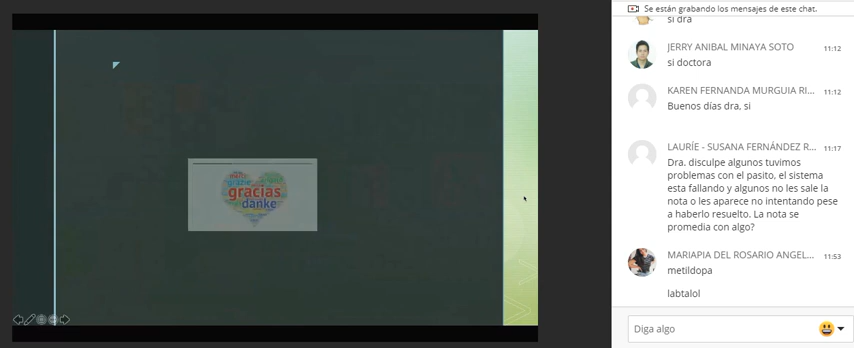 grazie
gracias
danke
Se están grabando los mensajes de este chat.
si dra
JERRY ANIBAL MINAYA SOTO 11:12
si doctora
KAREN FERNANDA MURGUIA RI... 11:12
Buenos días dra, si
LAURÍE - SUSANA FERNÁNDEZ R... 11:17
Dra. disculpe algunos tuvimos
problemas con el pasito, el sistema
esta fallando y algunos no les sale la
nota o les aparece no intentando pese
a haberlo resuelto. La nota se
promedia con algo?
MARIAPIA DEL ROSARIO ANGEL... 11:53
metildopa
labtalol
Diga algo